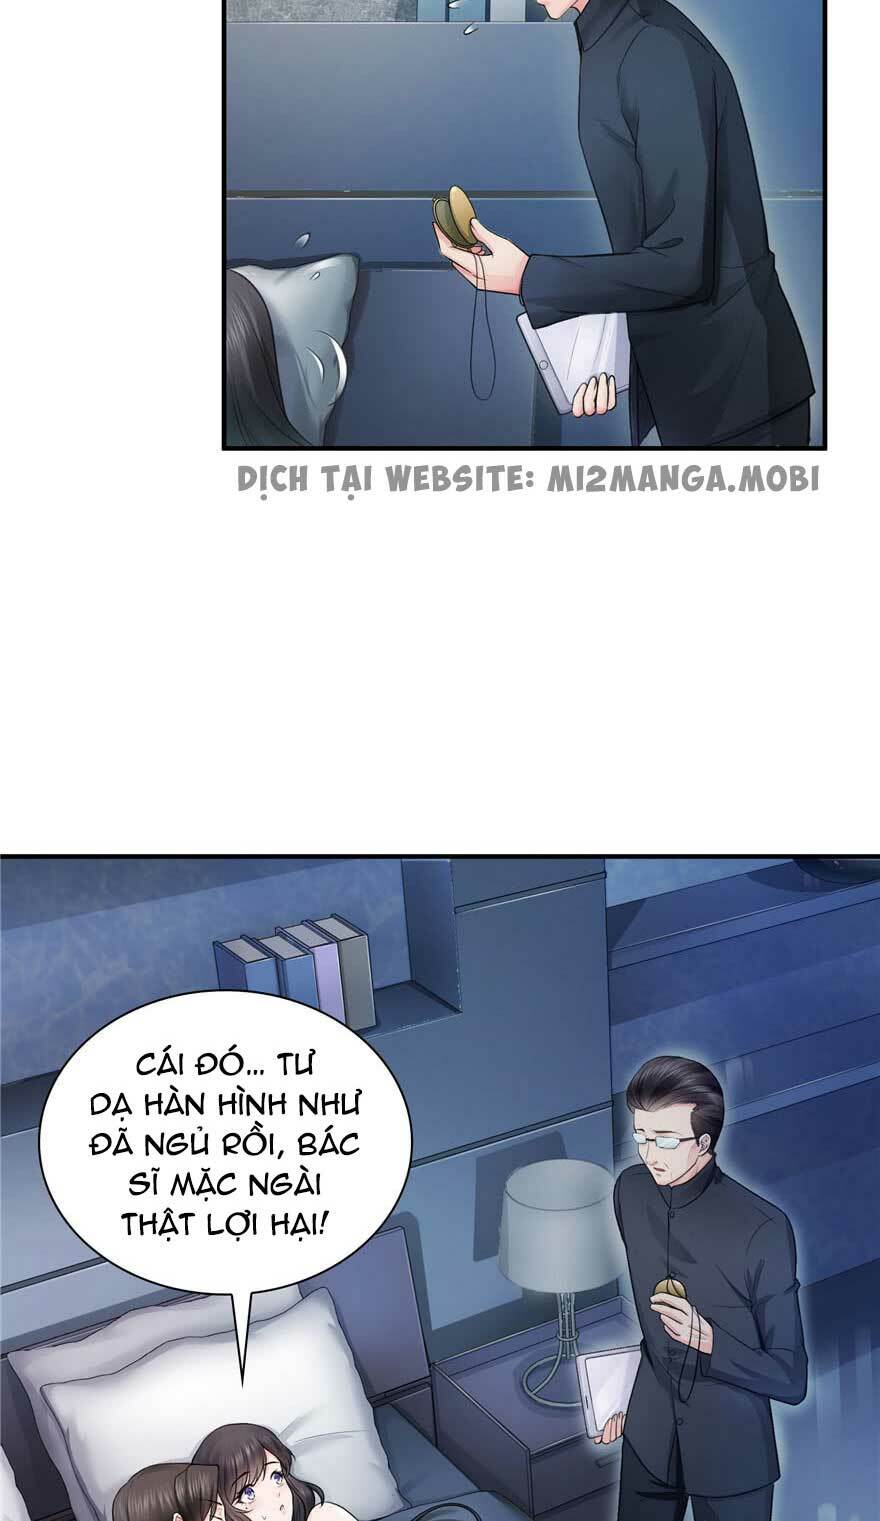 DỊCH TẠI WEBSITE: MI2MANGA.MOBI
CÁI ĐÓ... TƯ
DẠ HÀN HÌNH NHƯ
ĐÃ NGỦ RỒI, BÁC
SĨ MẶC NGÀI
THẬT LỢI HẠI!